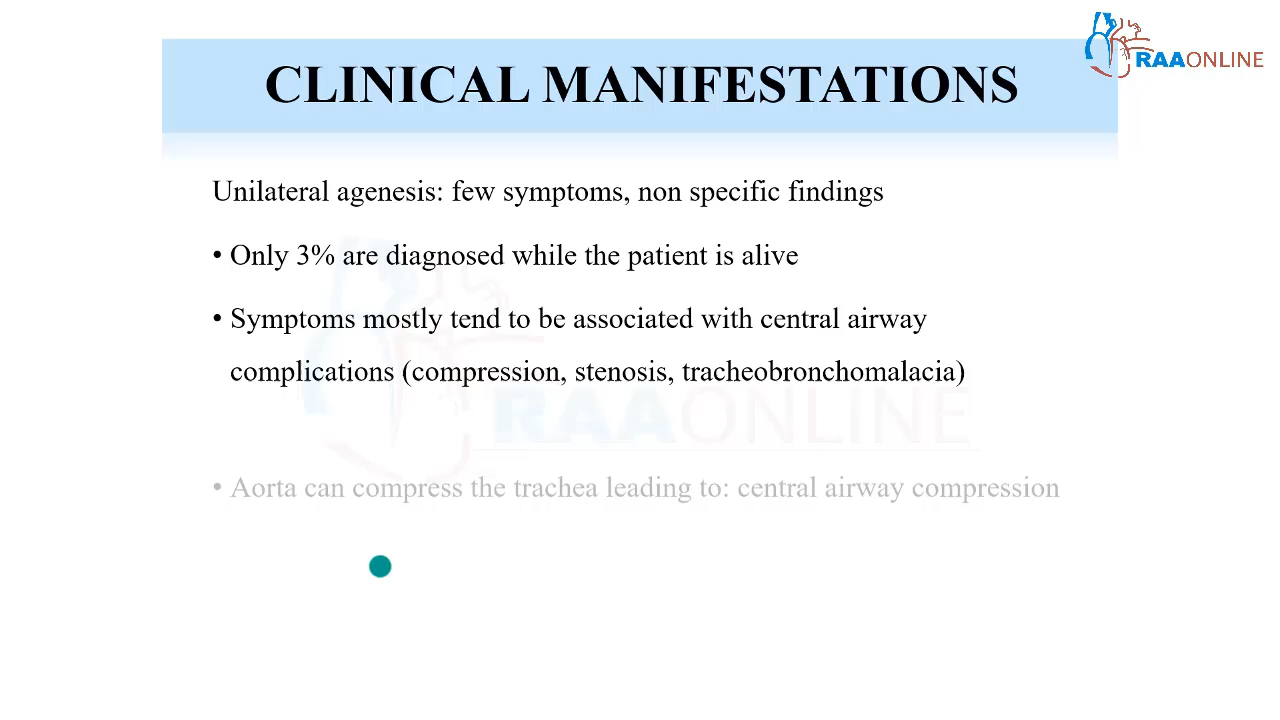 RAAONLINE
CLINICAL MANIFESTATIONS
Unilateral agenesis: few symptoms, non specific findings
• Only 3% are diagnosed while the patient is alive
• Symptoms mostly tend to be associated with central airway
complications (compression, stenosis, tracheobronchomalacia)
RAAONLINE
• Aorta can compress the trachea leading to: central airway compression